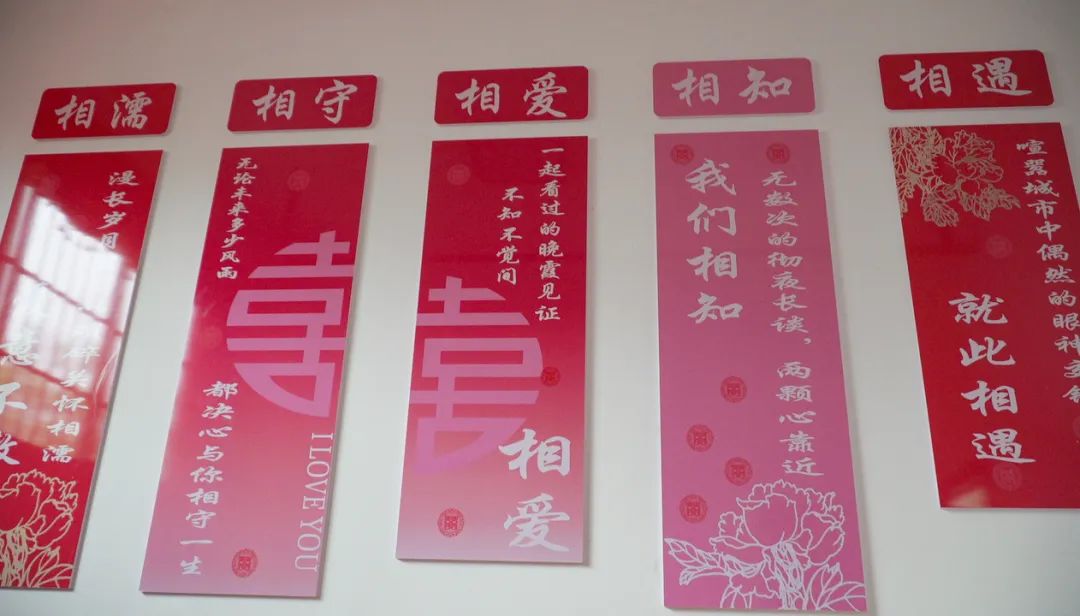 相遇
喧嚣城市中偶然的眼神交
就此相遇
相知
无数次的彻夜长谈，两颗心靠近
我们相知
相爱
一起看过的晚霞见证
不知不觉间
相爱
相守
无论未来多少风雨
都决心与你相守一生
I LOVE YOU
相濡
漫长岁月
关怀相濡
不